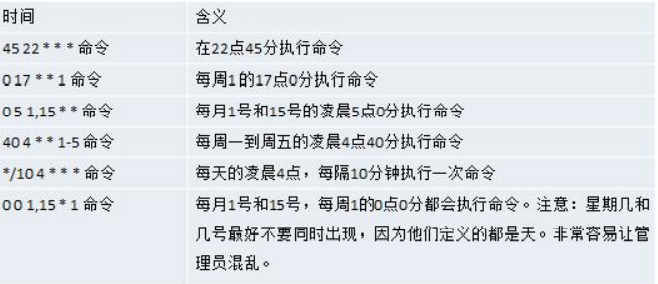 时间 含义
45 22 * * * 命令 在22点45分执行命令
0 17 * * 1 命令 每周1的17点0分执行命令
0 5 1,15 * * 命令 每月1号和15号的凌晨5点0分执行命令
40 4 * * 1-5 命令 每周一到周五的凌晨4点40分执行命令
*/10 4 * * * 命令 每天的凌晨4点，每隔10分钟执行一次命令
0 0 1,15 * 1 命令 每月1号和15号，每周1的0点0分都会执行命令。注意：星期几和
几号最好不要同时出现，因为他们定义的都是天。非常容易让管
理员混乱。